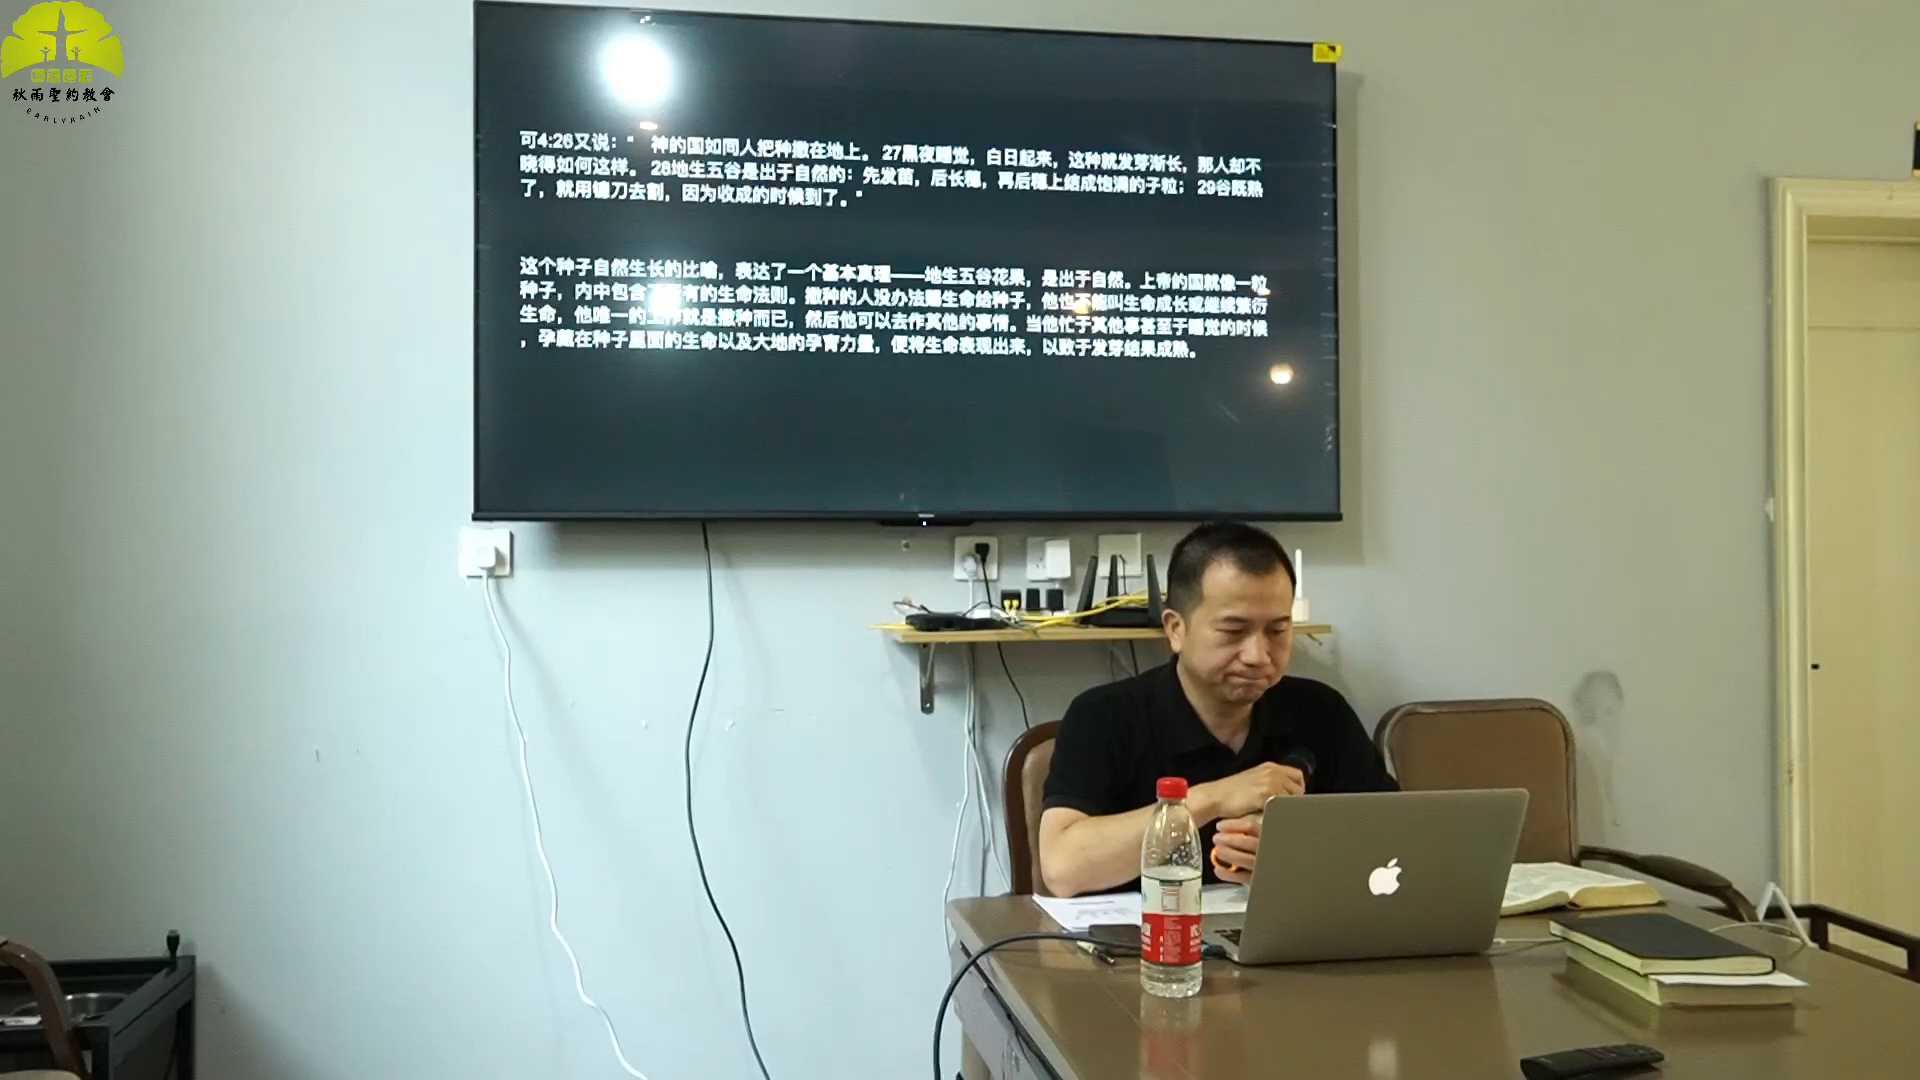 秋雨聖約教會
EARLYRAIN
可4:26又说：“ 神的国如同人把种撒在地上。 27黑夜睡觉，白日起来，这种就发芽渐长，那人却不
晓得如何这样。 28地生五谷是出于自然的：先发苗，后长穗，再后穗上结成饱满的子粒； 29谷既熟
了，就用镰刀去割，因为收成的时候到了。”
这个种子自然生长的比喻，表达了一个基本真理——地生五谷花果，是出于自然。上帝的国就像一粒
种子，内中包含了所有的生命法则。撒种的人没办法赐生命给种子，他也不能叫生命成长或继续繁衍
生命，他唯一的工作就是撒种而已，然后他可以去作其他的事情。当他忙于其他事甚至于睡觉的时候
，孕藏在种子里面的生命以及大地的孕育力量，便将生命表现出来，以致于发芽结果成熟。